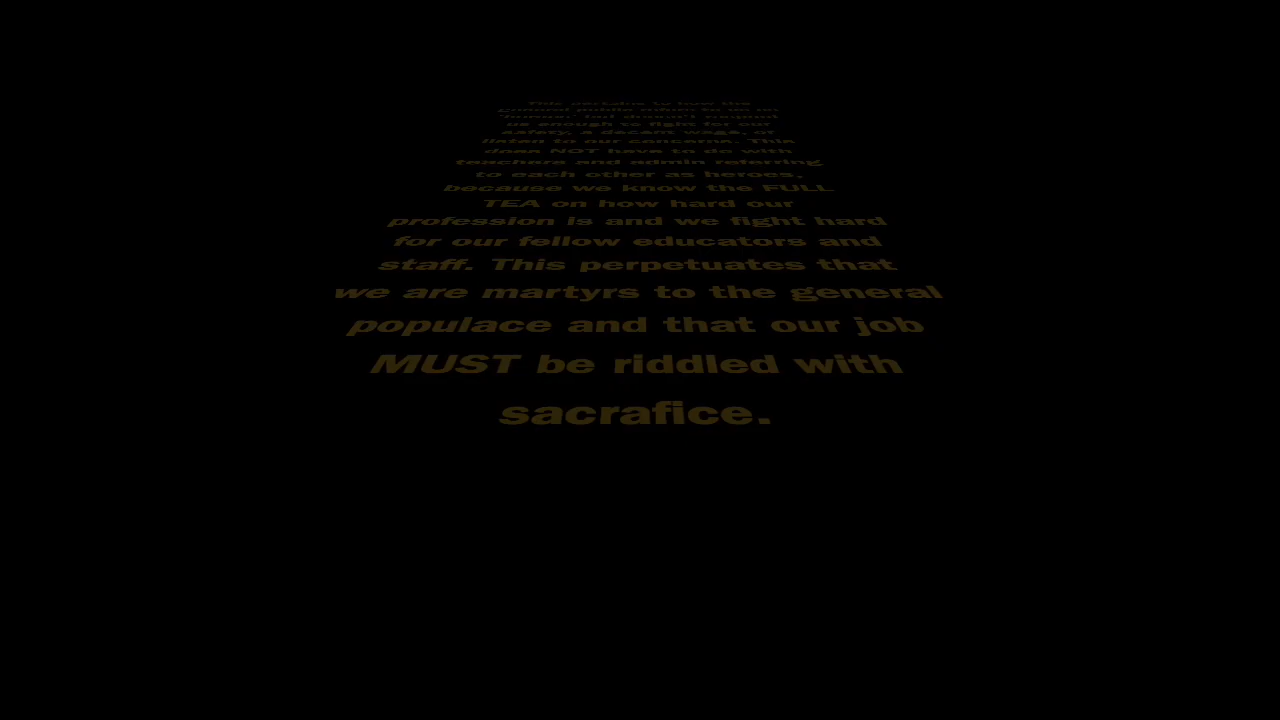 This pertains to how the
general public refers to us as
'heroes' but doesn't support
us enough to fight for our
safety, a decent wage, or
listen to our concerns. This
does NOT have to do with
teachers and admin referring
to each other as heroes,
because we know the FULL
TEA on how hard our
profession is and we fight hard
for our fellow educators and
staff. This perpetuates that
we are martyrs to the general
populace and that our job
MUST be riddled with
sacrafice.